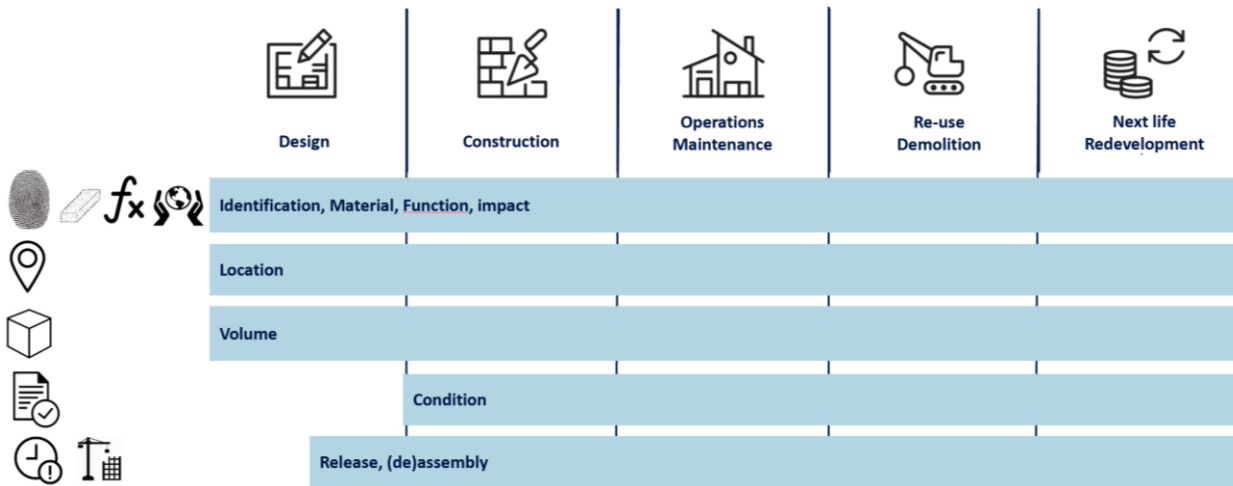 Design
Construction
Operations
Maintenance
Re-use
Demolition
Next life
Redevelopment
fx
Identification, Material, Function, impact
Location
Volume
Condition
Release, (de)assembly